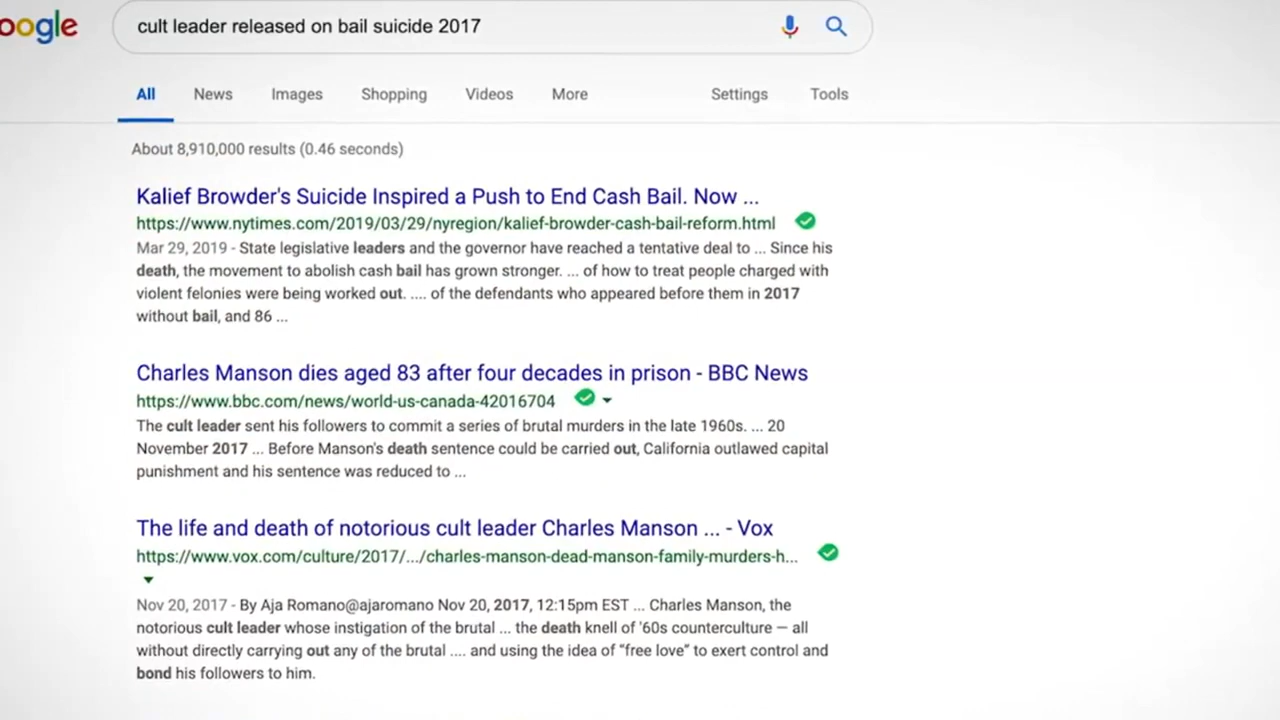 oogle
cult leader released on bail suicide 2017
All News Images Shopping Videos More Settings Tools
About 8,910,000 results (0.46 seconds)
Kalief Browder's Suicide Inspired a Push to End Cash Bail. Now ...
https://www.nytimes.com/2019/03/29/nyregion/kalief-browder-cash-bail-reform.html
Mar 29, 2019 - State legislative leaders and the governor have reached a tentative deal to ... Since his
death, the movement to abolish cash bail has grown stronger. ... of how to treat people charged with
violent felonies were being worked out. .... of the defendants who appeared before them in 2017
without bail, and 86 ...
Charles Manson dies aged 83 after four decades in prison - BBC News
https://www.bbc.com/news/world-us-canada-42016704
The cult leader sent his followers to commit a series of brutal murders in the late 1960s. ... 20
November 2017 ... Before Manson's death sentence could be carried out, California outlawed capital
punishment and his sentence was reduced to ...
The life and death of notorious cult leader Charles Manson ... - Vox
https://www.vox.com/culture/2017/.../charles-manson-dead-manson-family-murders-h...
Nov 20, 2017 - By Aja Romano@ajaromano Nov 20, 2017, 12:15pm EST ... Charles Manson, the
notorious cult leader whose instigation of the brutal ... the death knell of '60s counterculture — all
without directly carrying out any of the brutal .... and using the idea of “free love” to exert control and
bond his followers to him.